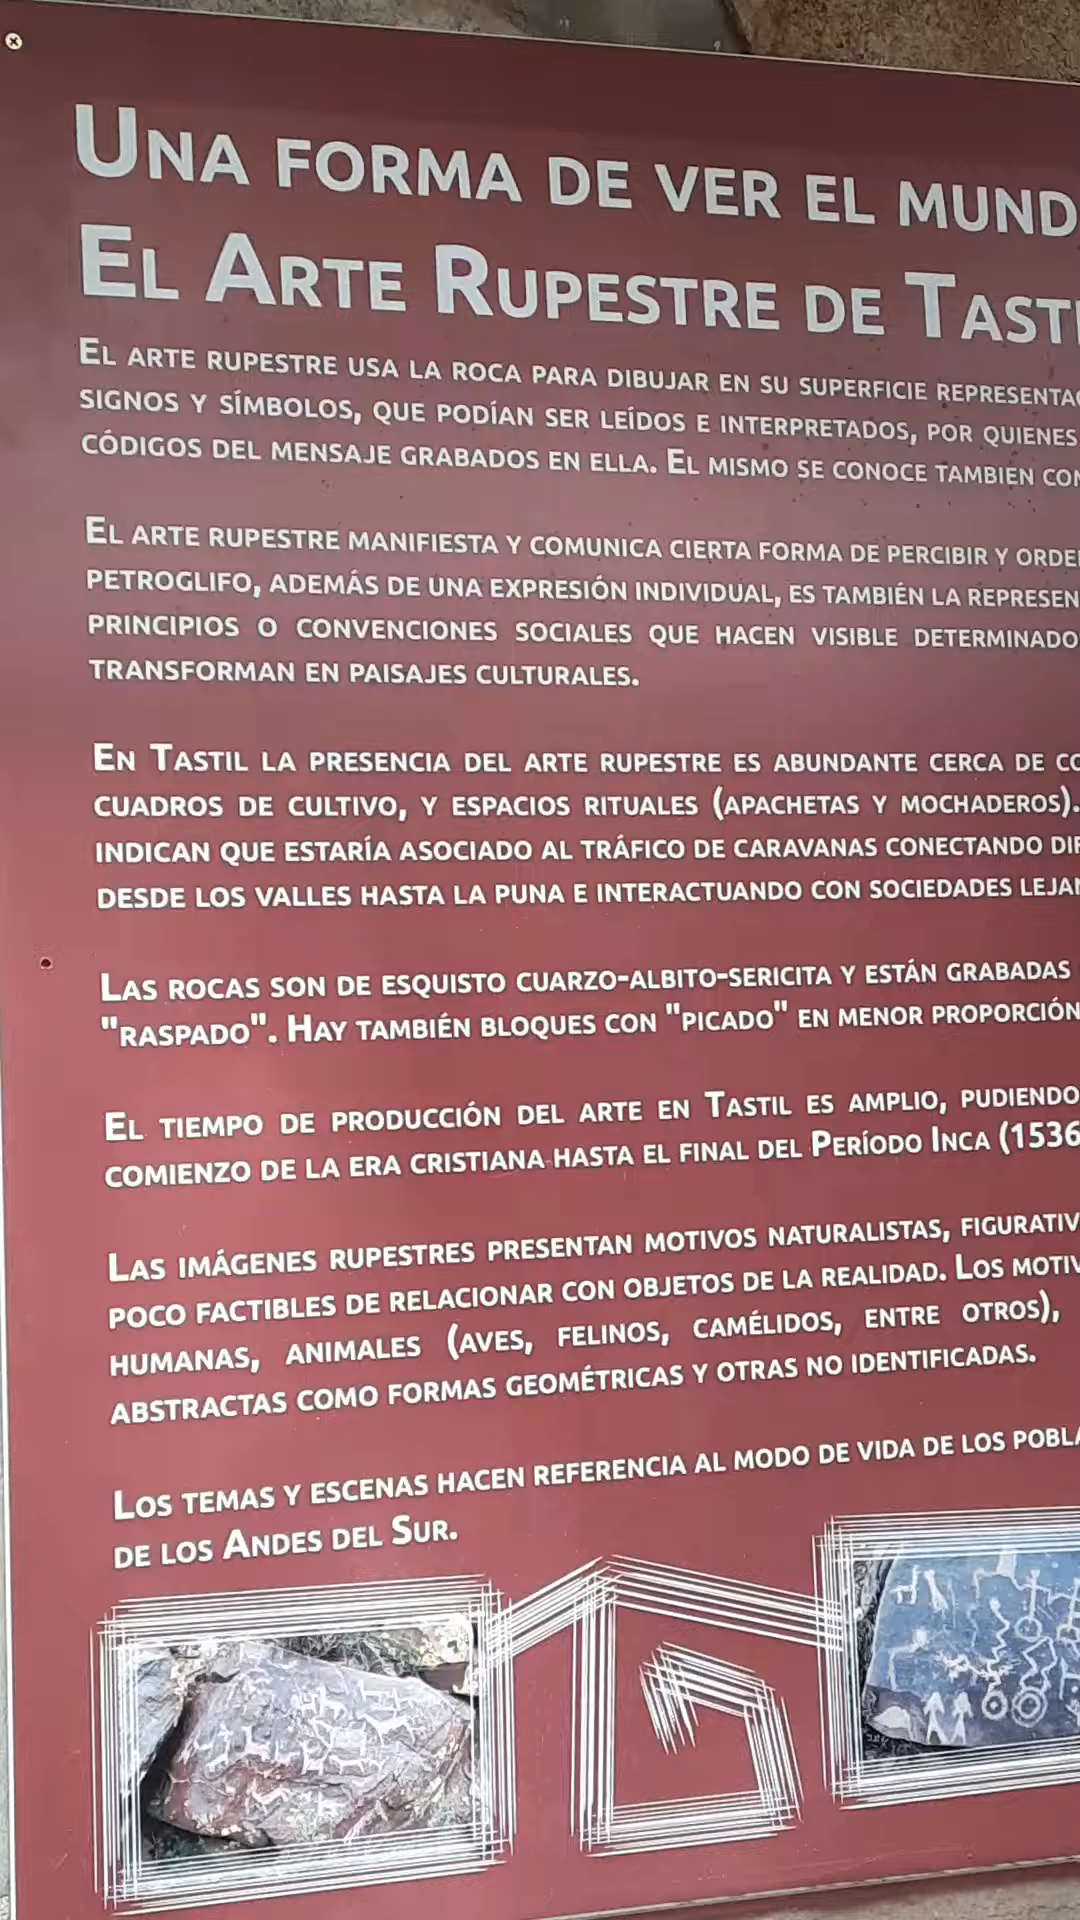 UNA FORMA DE VER EL MUND
EL ARTE RUPESTRE DE TASTI
EL ARTE RUPESTRE USA LA ROCA PARA DIBUJAR EN SU SUPERFICIE REPRESENTAC
SIGNOS Y SÍMBOLOS, QUE PODÍAN SER LEÍDOS E INTERPRETADOS, POR QUIENES
CÓDIGOS DEL MENSAJE GRABADOS EN ELLA. EL MISMO SE CONOCE TAMBIÉN COM
EL ARTE RUPESTRE MANIFIESTA Y COMUNICA CIERTA FORMA DE PERCIBIR Y ORDE
PETROGLIFO, ADEMÁS DE UNA EXPRESIÓN INDIVIDUAL, ES TAMBIÉN LA REPRESEN
PRINCIPIOS O CONVENCIONES SOCIALES QUE HACEN VISIBLE DETERMINADO
TRANSFORMAN EN PAISAJES CULTURALES.
EN TASTIL LA PRESENCIA DEL ARTE RUPESTRE ES ABUNDANTE CERCA DE CO
CUADROS DE CULTIVO, Y ESPACIOS RITUALES (APACHETAS Y MOCHADEROS).
INDICAN QUE ESTARÍA ASOCIADO AL TRÁFICO DE CARAVANAS CONECTANDO DIF
DESDE LOS VALLES HASTA LA PUNA E INTERACTUANDO CON SOCIEDADES LEJAN
LAS ROCAS SON DE ESQUISTO CUARZO-ALBITO-SERICITA Y ESTÁN GRABADAS
"RASPADO". HAY TAMBIÉN BLOQUES CON "PICADO" EN MENOR PROPORCIÓN
EL TIEMPO DE PRODUCCIÓN DEL ARTE EN TASTIL ES AMPLIO, PUDIENDO
COMIENZO DE LA ERA CRISTIANA HASTA EL FINAL DEL PERÍODO INCA (1536
LAS IMÁGENES RUPESTRES PRESENTAN MOTIVOS NATURALISTAS, FIGURATIV
POCO FACTIBLES DE RELACIONAR CON OBJETOS DE LA REALIDAD. LOS MOTIV
HUMANAS, ANIMALES (AVES, FELINOS, CAMÉLIDOS, ENTRE OTROS),
ABSTRACTAS COMO FORMAS GEOMÉTRICAS Y OTRAS NO IDENTIFICADAS.
LOS TEMAS Y ESCENAS HACEN REFERENCIA AL MODO DE VIDA DE LOS POBLA
DE LOS ANDES DEL SUR.